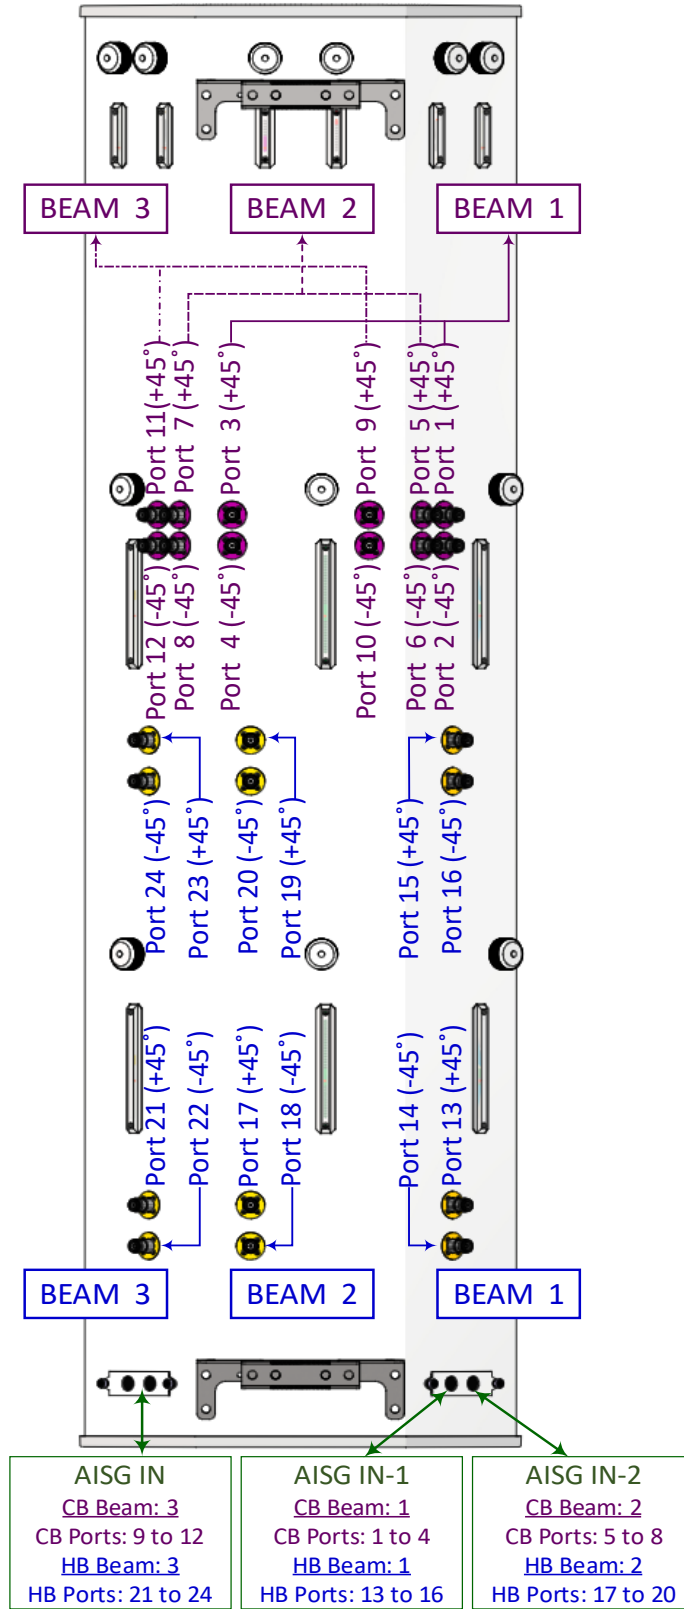 BEAM 3
BEAM 2
BEAM 1
Port 11(+45°)
Port 7 (+45°)
Port 3 (+45°)
Port 9 (+45°)
Port 5 (+45°)
Port 1 (+45°)
Port 12 (-45°)
Port 8 (-45°)
Port 4 (-45°)
Port 10 (-45°)
Port 6 (-45°)
Port 2 (-45°)
Port 24 (-45°)
Port 23 (+45°)
Port 20 (-45°)
Port 19 (+45°)
Port 15 (+45°)
Port 16 (-45°)
Port 21 (+45°)
Port 22 (-45°)
Port 17 (+45°)
Port 18 (-45°)
Port 14 (-45°)
Port 13 (+45°)
BEAM 3
BEAM 2
BEAM 1
AISG IN
CB Beam: 3
CB Ports: 9 to 12
HB Beam: 3
HB Ports: 21 to 24
AISG IN-1
CB Beam: 1
CB Ports: 1 to 4
HB Beam: 1
HB Ports: 13 to 16
AISG IN-2
CB Beam: 2
CB Ports: 5 to 8
HB Beam: 2
HB Ports: 17 to 20